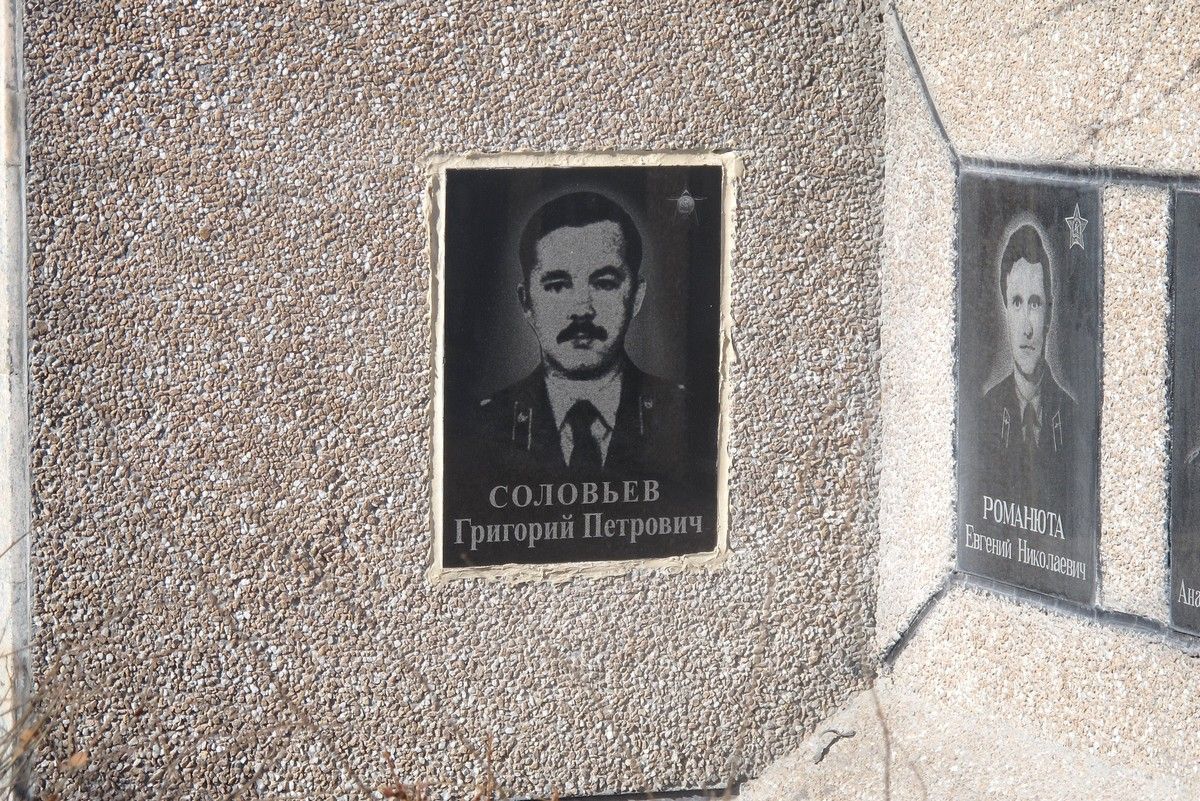 СОЛОВЬЕВ
Григорий Петрович
РОМАНЮТА
Евгений Николаевич